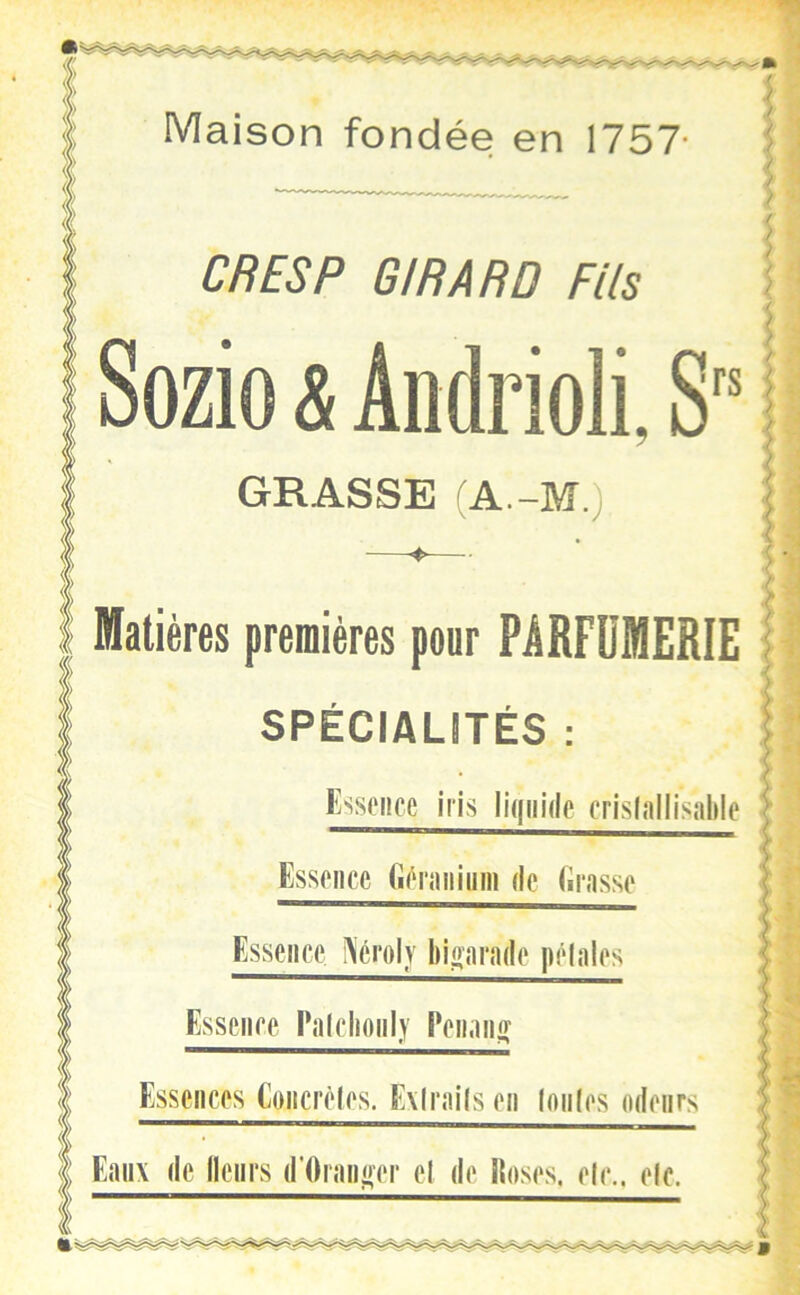 Maison fondée en 1757
CRESP GIRARD Fils
Sozio & Andrioli, Srs
GRASSE (A.-M.)
Matières premières pour PARFUMERIE
SPÉCIALITÉS :
Essence iris liquide cristallisable
Essence Géranium de Grasse
Essence Néroly bigarade pétales
Essence Patchouly Penang
Essences Concrètes. Extraits en toutes odeurs
Eaux de fleurs d'Oranger et de Roses, etc., etc.